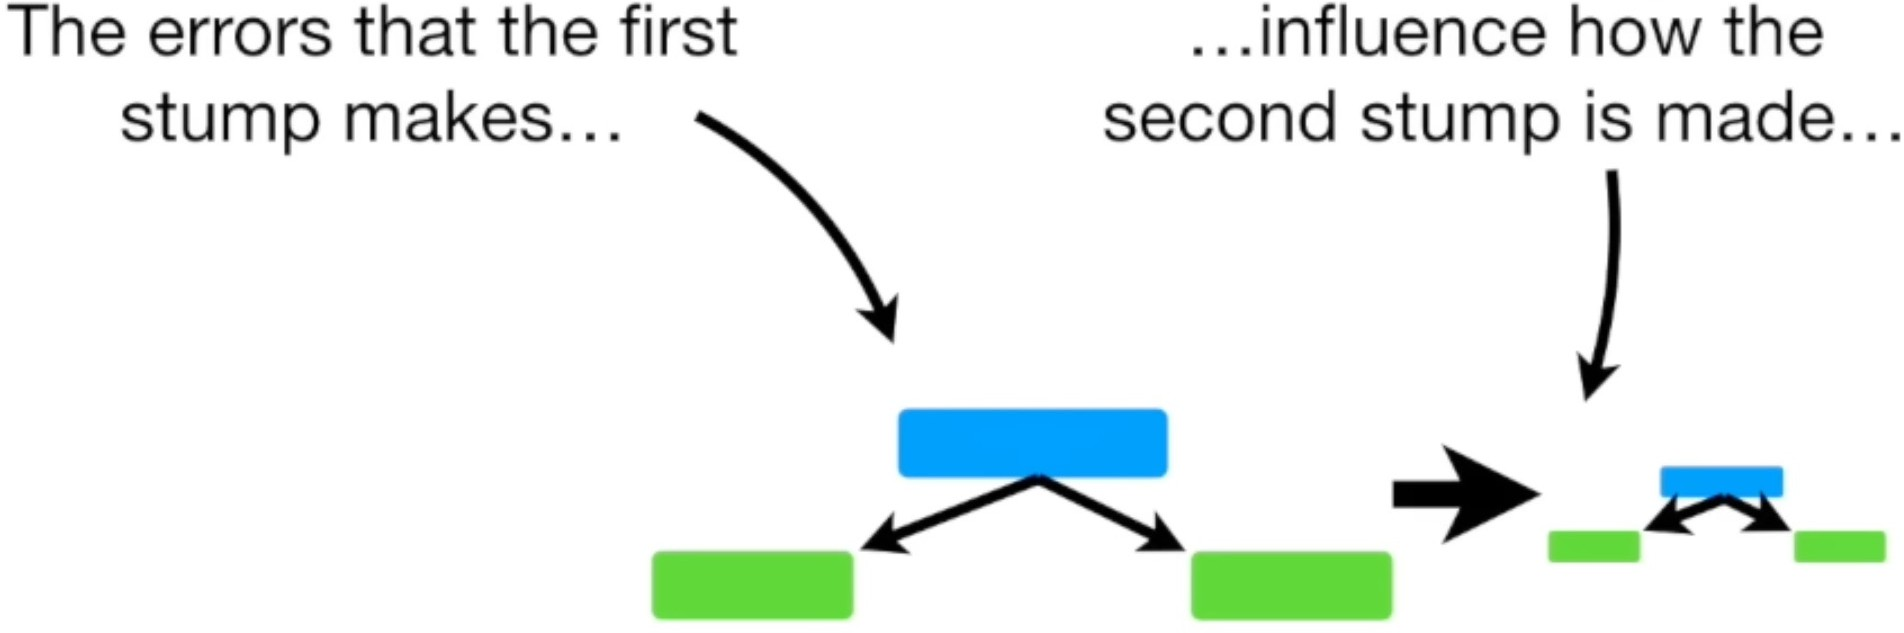 The errors that the first
stump makes…
…influence how the
second stump is made…